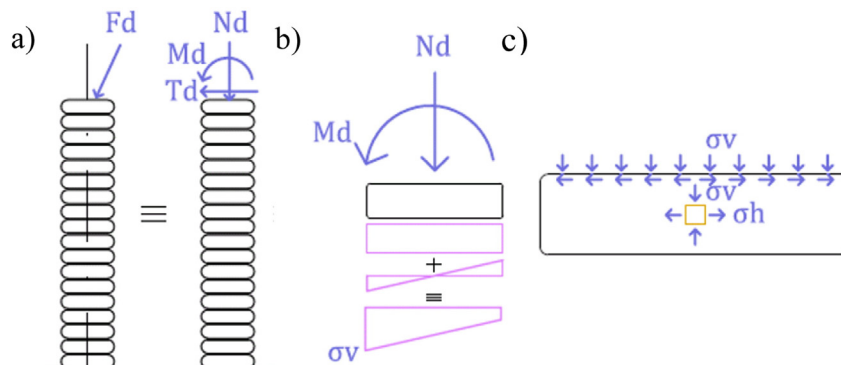 a)
Fd
Nd
Md
Td
b)
Nd
Md
+
≡
σv
≡
c)
σv
σv
σh